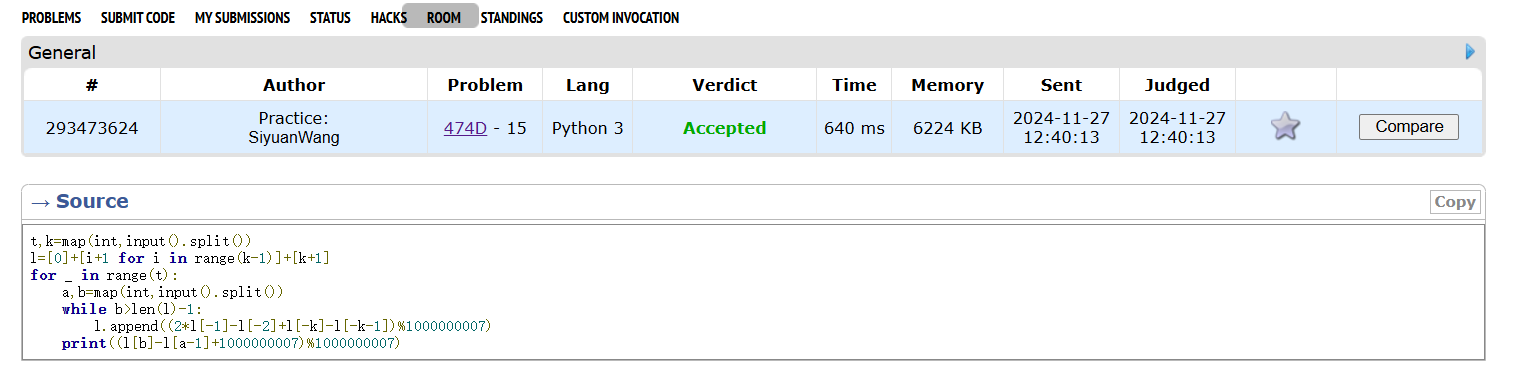 PROBLEMS SUBMIT CODE MY SUBMISSIONS STATUS HACKS ROOM STANDINGS CUSTOM INVOCATION
General
# Author Problem Lang Verdict Time Memory Sent Judged
293473624 Practice: SiyuanWang 474D - 15 Python 3 Accepted 640 ms 6224 KB 2024-11-27 12:40:13 2024-11-27 12:40:13 Compare
→ Source Copy
t,k=map(int,input().split())
l=[0]+[i+1 for i in range(k-1)]+[k+1]
for _ in range(t):
    a,b=map(int,input().split())
    while b>len(l)-1:
        l.append((2*l[-1]-l[-2]+l[-k]-l[-k-1])%1000000007)
    print((l[b]-l[a-1]+1000000007)%1000000007)